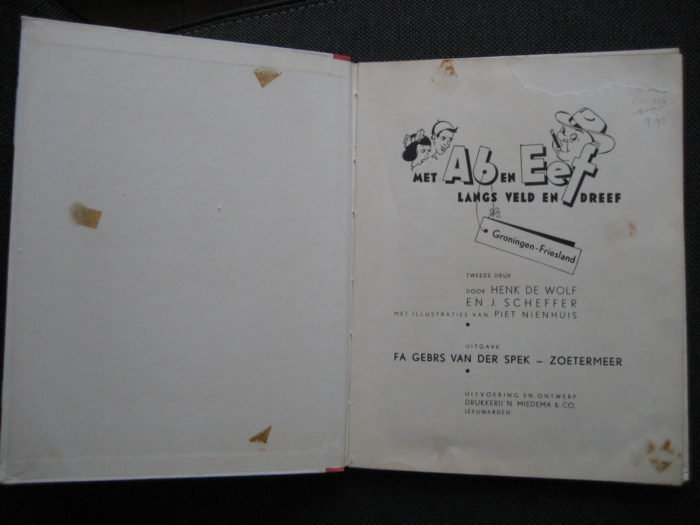 MET Ab EN Eef
LANGS VELD EN DREEF
Groningen-Friesland
TWEEDE DRUK
DOOR HENK DE WOLF
EN J. SCHEFFER
MET ILLUSTRATIES VAN PIET NIENHUIS
UITGAVE
FA GEBRS VAN DER SPEK – ZOETERMEER
UITVOERING EN ONTWERP
DRUKKERIJ N. MIEDEMA & CO.
LEEUWARDEN